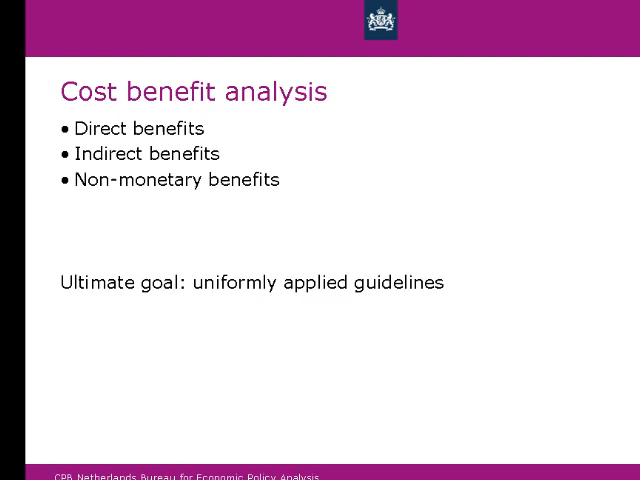 Cost benefit analysis
• Direct benefits
• Indirect benefits
• Non-monetary benefits
Ultimate goal: uniformly applied guidelines
CPB Netherlands Bureau for Economic Policy Analysis